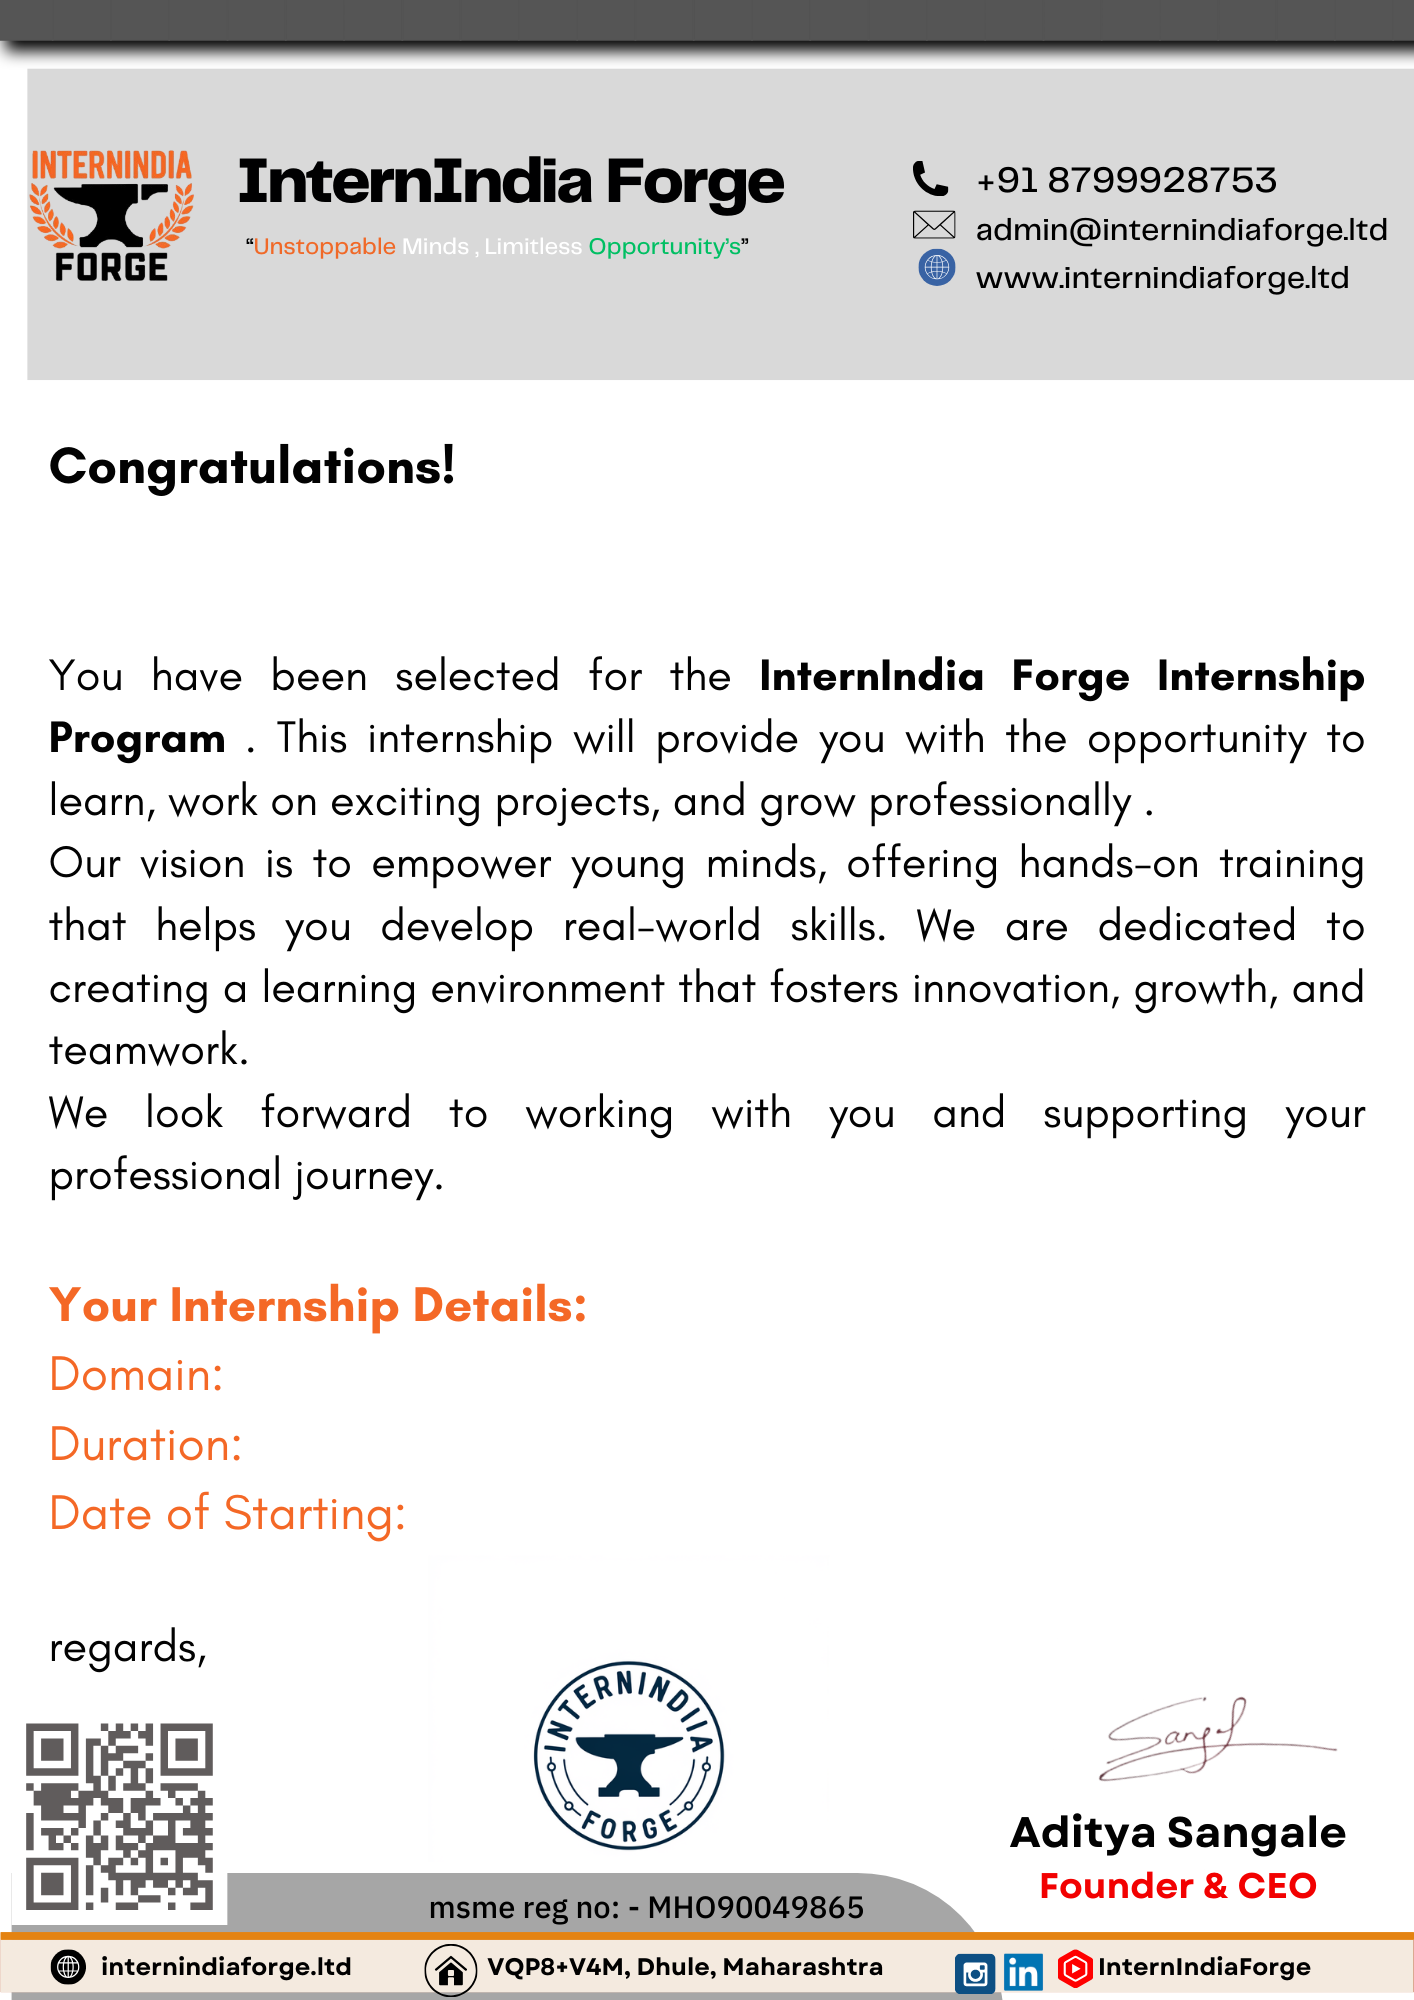 INTERNINDIA
FORGE
InternIndia Forge
“Unstoppable Minds , Limitless Opportunity’s”
+91 8799928753
admin@internindiaforge.ltd
www.internindiaforge.ltd
Congratulations!
You have been selected for the InternIndia Forge Internship
Program . This internship will provide you with the opportunity to
learn, work on exciting projects, and grow professionally .
Our vision is to empower young minds, offering hands-on training
that helps you develop real-world skills. We are dedicated to
creating a learning environment that fosters innovation, growth, and
teamwork.
We look forward to working with you and supporting your
professional journey.
Your Internship Details:
Domain:
Duration:
Date of Starting:
regards,
INTERNINDIIA
FORGE
Sangal
Aditya Sangale
Founder & CEO
msme reg no: - MHO90049865
internindiaforge.ltd
VQP8+V4M, Dhule, Maharashtra
in
InternIndiaForge